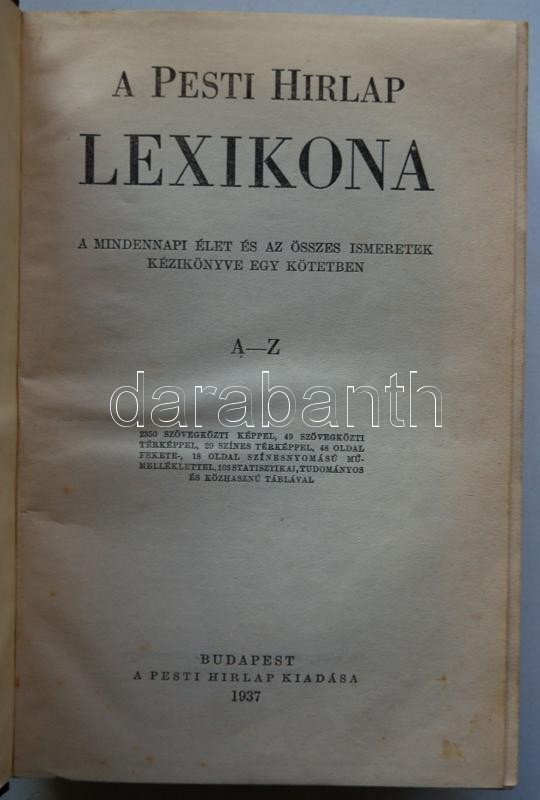 A PESTI HIRLAP
LEXIKONA
A MINDENNAPI ÉLET ÉS AZ ÖSSZES ISMERETEK
KÉZIKÖNYVE EGY KÖTETBEN
A—Z
darabanth
2350 SZÖVEGKÖZTI KÉPPEL, 49 SZÖVEGKÖZTI
TÉRKÉPPEL, 20 SZÍNES TÉRKÉPPEL, 48 OLDAL
FEKETE-, 18 OLDAL SZÍNESNYOMÁSÚ MŰ-
MELLÉKLETTEL, 103 STATISZTIKAI, TUDOMÁNYOS
ÉS KÖZHASZNÚ TÁBLÁVAL
BUDAPEST
A PESTI HIRLAP KIADÁSA
1937